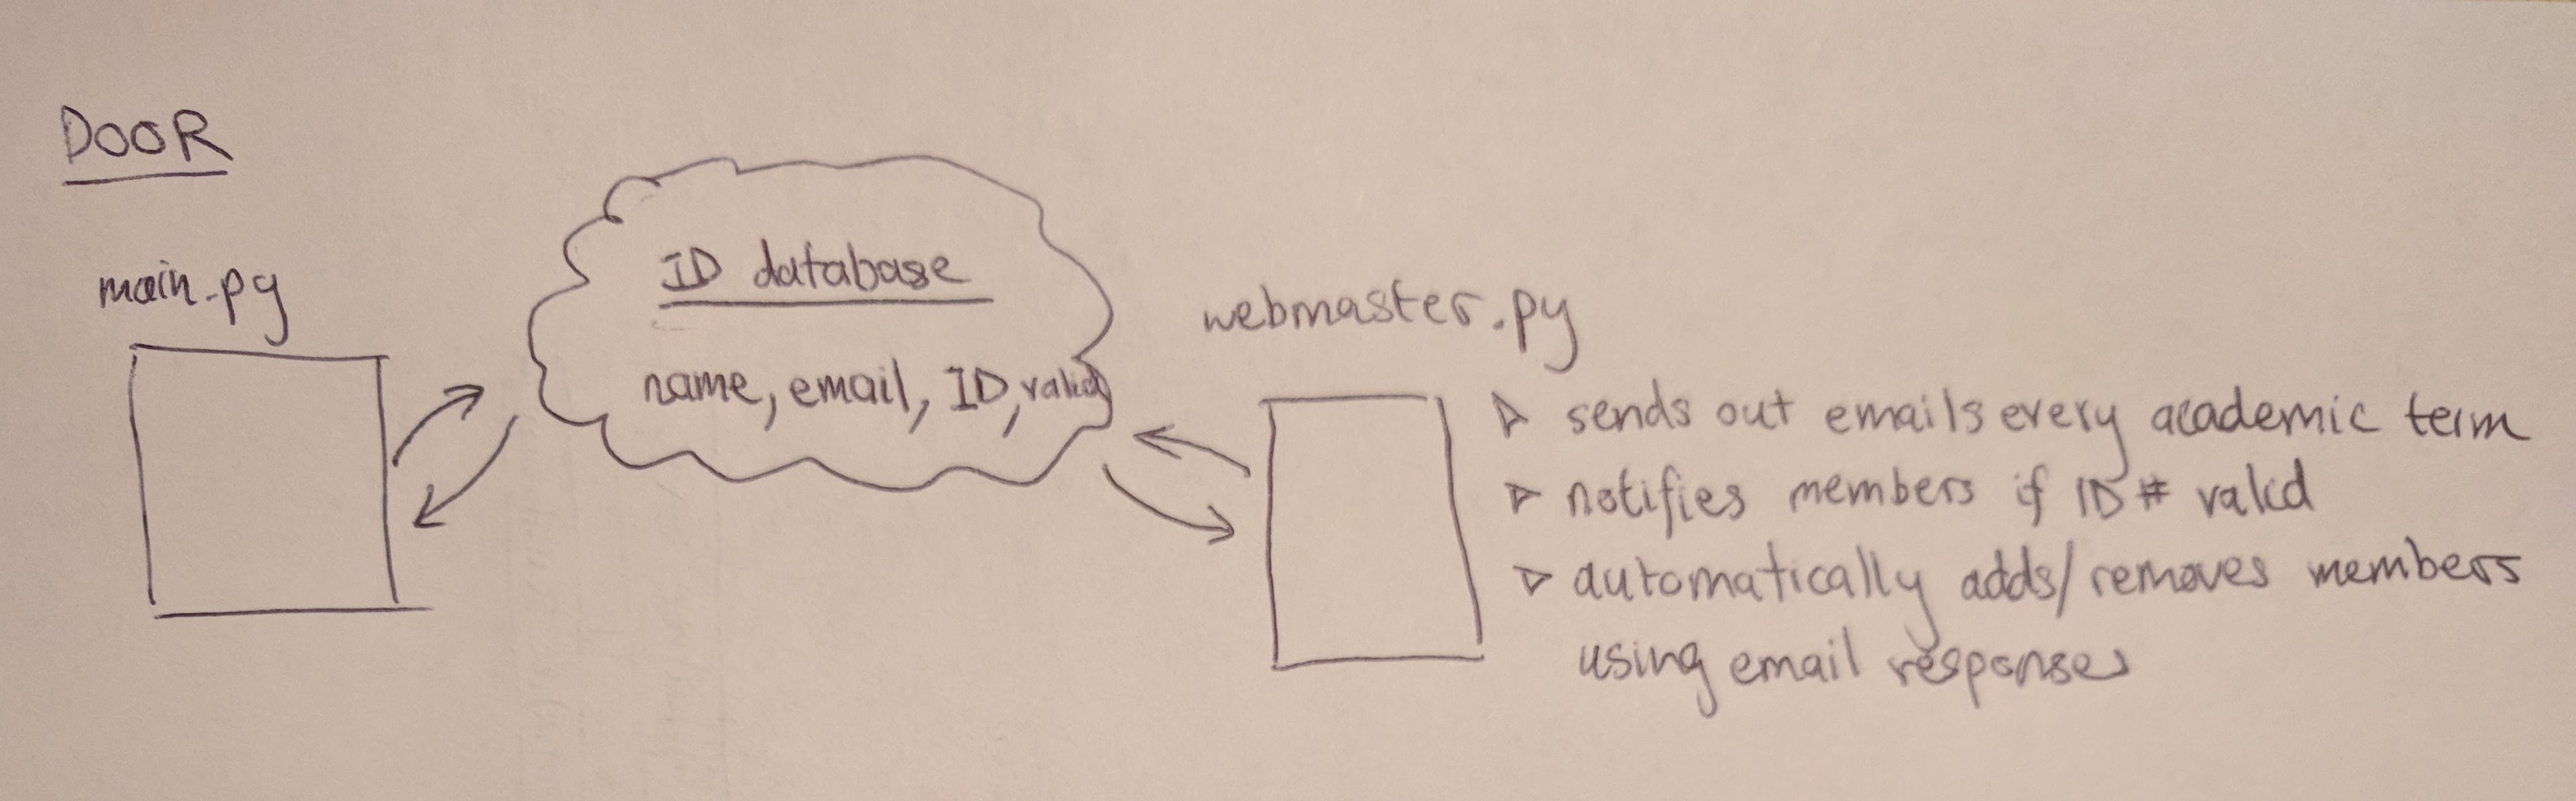 DOOR
main.py
ID database
name, email, ID, valid
webmaster.py
▷ sends out emails every academic term
▷ notifies members if ID # valid
▷ automatically adds/removes members
using email responses